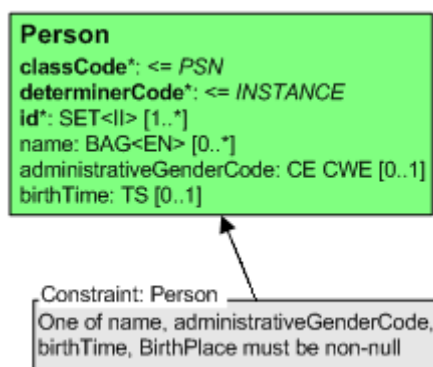 Person
classCode*: <= PSN
determinerCode*: <= INSTANCE
id*: SET<II> [1..*]
name: BAG<EN> [0..*]
administrativeGenderCode: CE CWE [0..1]
birthTime: TS [0..1]
Constraint: Person
One of name, administrativeGenderCode,
birthTime, BirthPlace must be non-null